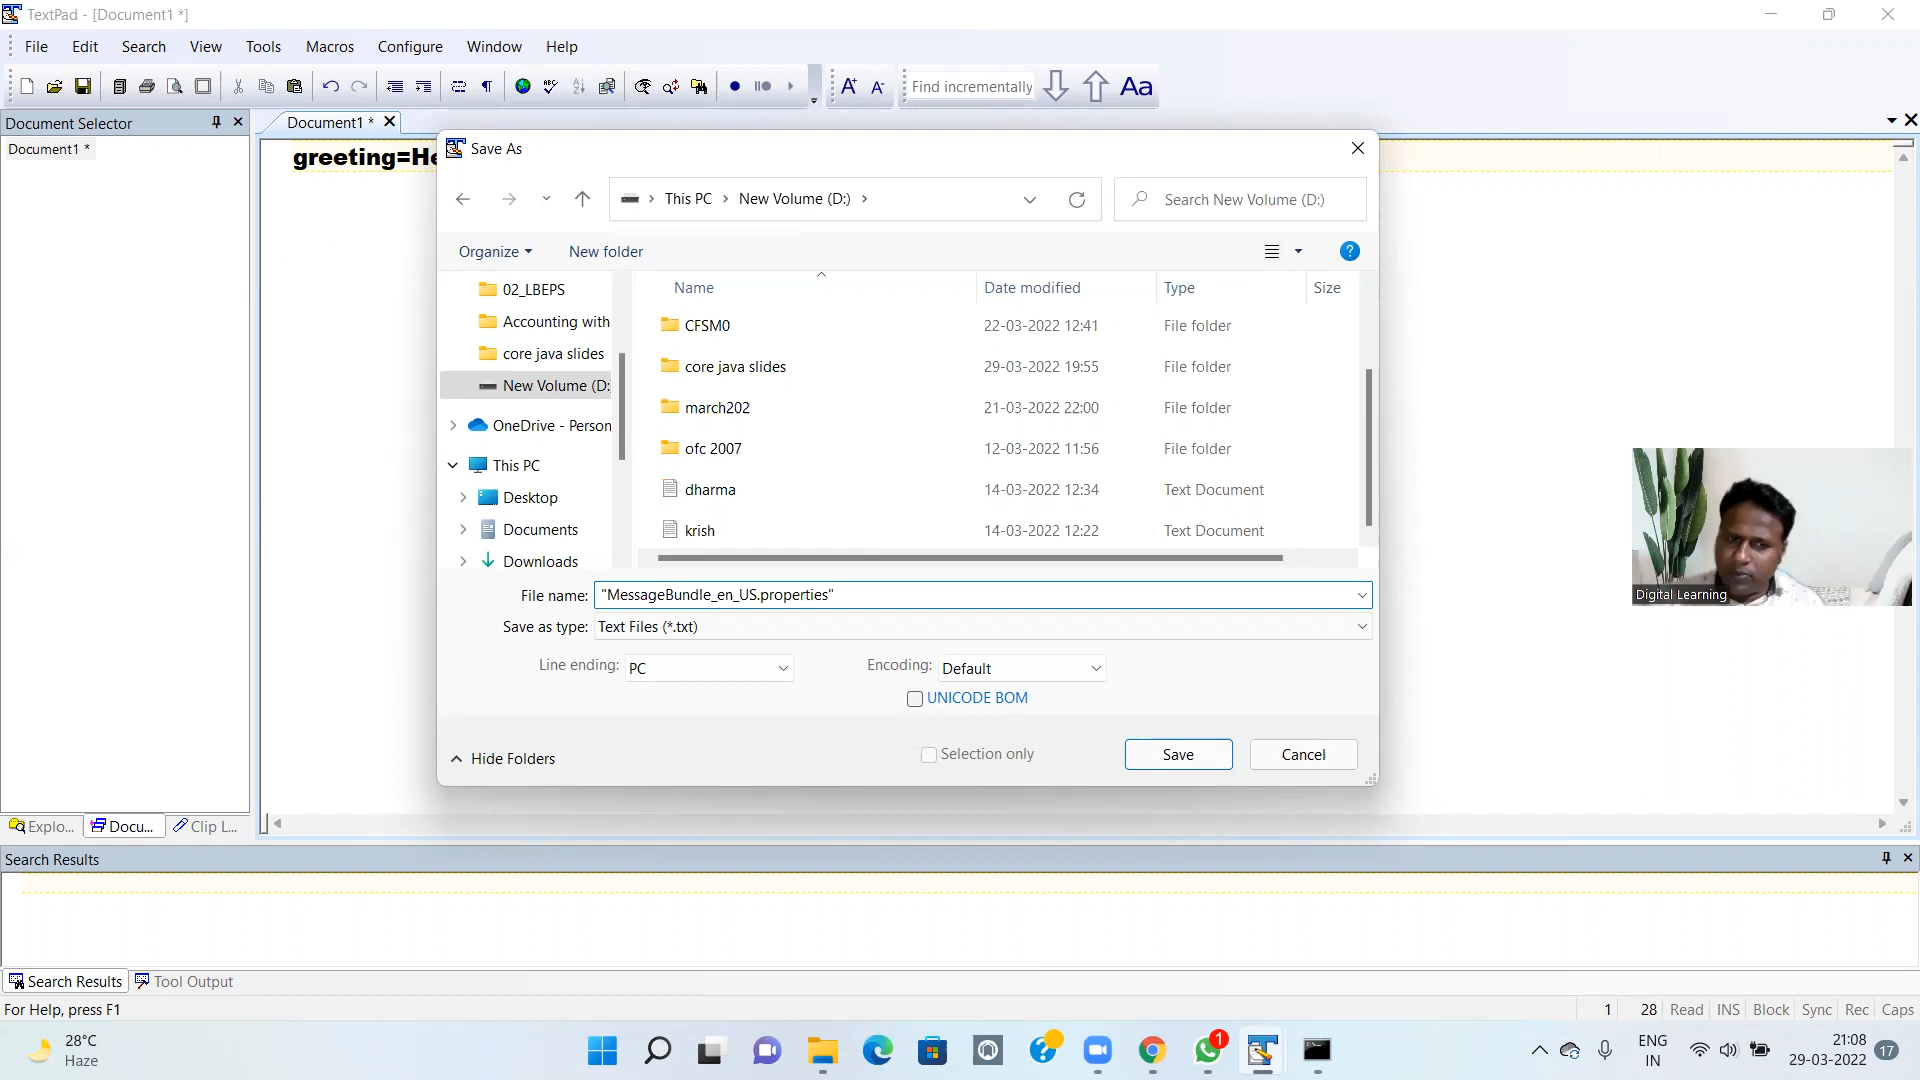 TextPad - [Document1 *]
File Edit Search View Tools Macros Configure Window Help
Find incrementally
Aa
Document Selector
Document1 *
Document1 *
greeting=He
Save As
This PC > New Volume (D:) >
Search New Volume (D:)
Organize
New folder
Name Date modified Type Size
02_LBEPS
Accounting with
core java slides
New Volume (D:
OneDrive - Person
This PC
Desktop
Documents
Downloads
CFSM0 22-03-2022 12:41 File folder
core java slides 29-03-2022 19:55 File folder
march202 21-03-2022 22:00 File folder
ofc 2007 12-03-2022 11:56 File folder
dharma 14-03-2022 12:34 Text Document
krish 14-03-2022 12:22 Text Document
File name: "MessageBundle_en_US.properties"
Save as type: Text Files (*.txt)
Line ending: PC
Encoding: Default
UNICODE BOM
Hide Folders
Selection only
Save
Cancel
Digital Learning
Explo...
Docu...
Clip L...
Search Results
Search Results
Tool Output
For Help, press F1
1 28 Read INS Block Sync Rec Caps
28°C
Haze
1
ENG
IN
21:08
29-03-2022
17